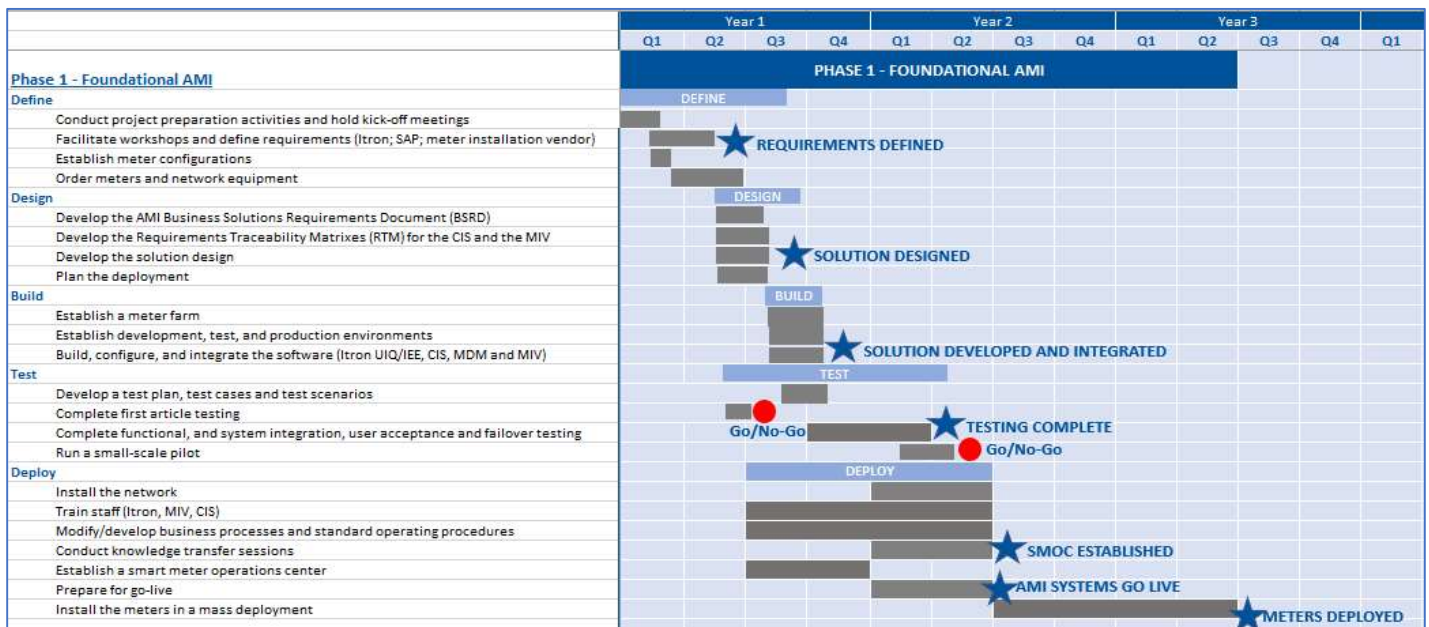 Year 1 Year 2 Year 3
Q1 Q2 Q3 Q4 Q1 Q2 Q3 Q4 Q1 Q2 Q3 Q4 Q1
Phase 1 - Foundational AMI PHASE 1 - FOUNDATIONAL AMI
Define DEFINE
Conduct project preparation activities and hold kick-off meetings
Facilitate workshops and define requirements (Itron; SAP; meter installation vendor) REQUIREMENTS DEFINED
Establish meter configurations
Order meters and network equipment
Design DESIGN
Develop the AMI Business Solutions Requirements Document (BSRD)
Develop the Requirements Traceability Matrixes (RTM) for the CIS and the MIV
Develop the solution design SOLUTION DESIGNED
Plan the deployment
Build BUILD
Establish a meter farm
Establish development, test, and production environments
Build, configure, and integrate the software (Itron UIQ/IEE, CIS, MDM and MIV) SOLUTION DEVELOPED AND INTEGRATED
Test TEST
Develop a test plan, test cases and test scenarios
Complete first article testing
Complete functional, and system integration, user acceptance and failover testing Go/No-Go TESTING COMPLETE
Run a small-scale pilot Go/No-Go
Deploy DEPLOY
Install the network
Train staff (Itron, MIV, CIS)
Modify/develop business processes and standard operating procedures
Conduct knowledge transfer sessions SMOC ESTABLISHED
Establish a smart meter operations center
Prepare for go-live AMI SYSTEMS GO LIVE
Install the meters in a mass deployment METERS DEPLOYED